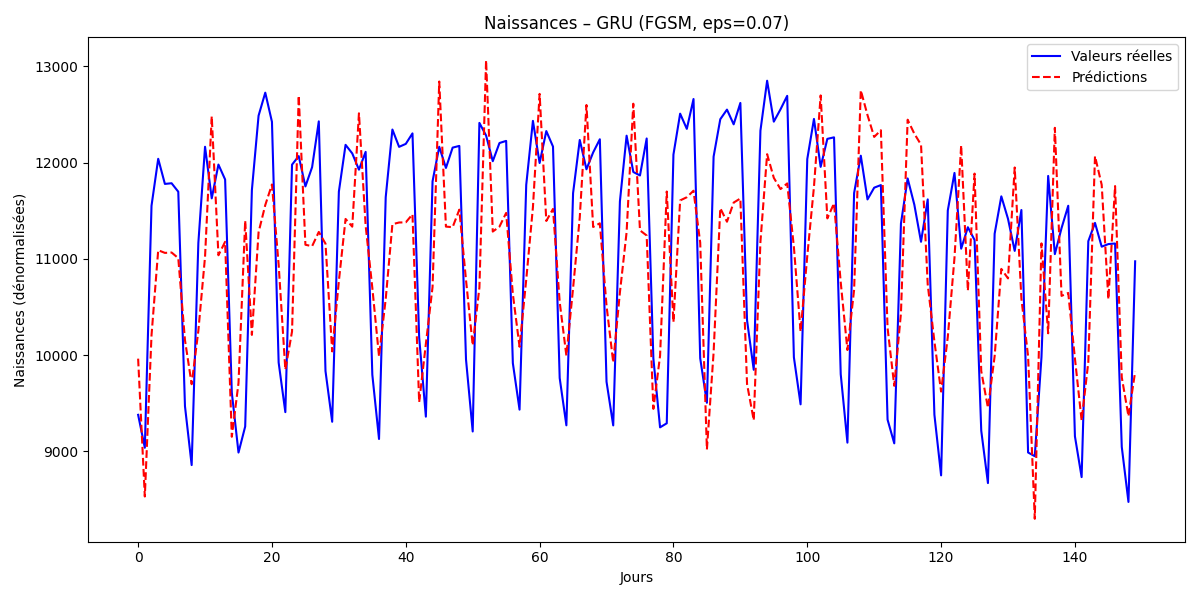 Naissances – GRU (FGSM, eps=0.07)
Valeurs réelles
Prédictions
Naissances (dénormalisées)
13000
12000
11000
10000
9000
0 20 40 60 80 100 120 140
Jours